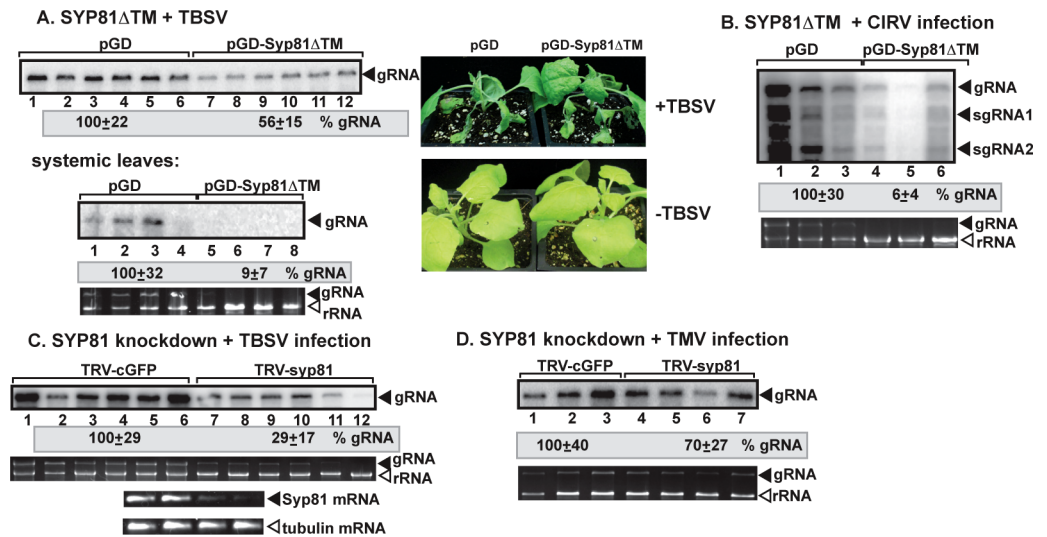 A. SYP81ΔTM + TBSV
pGD pGD-Syp81ΔTM
gRNA
1 2 3 4 5 6 7 8 9 10 11 12
100±22 56±15 % gRNA
systemic leaves:
pGD pGD-Syp81ΔTM
gRNA
1 2 3 4 5 6 7 8
100±32 9±7 % gRNA
gRNA
rRNA
pGD pGD-Syp81ΔTM
+TBSV
-TBSV
B. SYP81ΔTM + CIRV infection
pGD pGD-Syp81ΔTM
gRNA
sgRNA1
sgRNA2
1 2 3 4 5 6
100±30 6±4 % gRNA
gRNA
rRNA
C. SYP81 knockdown + TBSV infection
TRV-cGFP TRV-syp81
gRNA
1 2 3 4 5 6 7 8 9 10 11 12
100±29 29±17 % gRNA
gRNA
rRNA
Syp81 mRNA
tubulin mRNA
D. SYP81 knockdown + TMV infection
TRV-cGFP TRV-syp81
gRNA
1 2 3 4 5 6 7
100±40 70±27 % gRNA
gRNA
rRNA